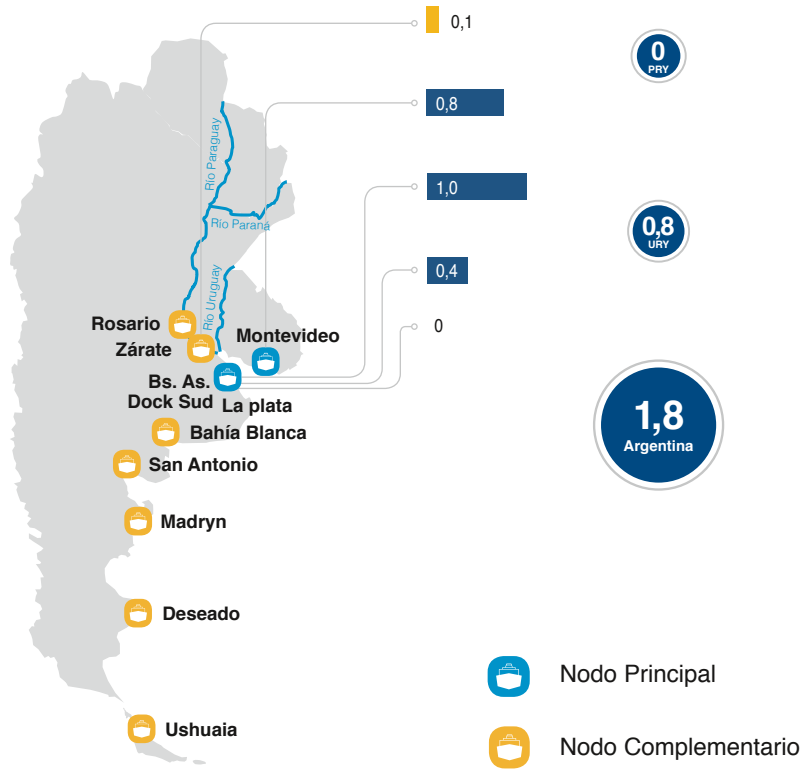 0,1
0
PRY
0,8
Río Paraguay
1,0
Río Paraná
0,8
URY
0,4
Río Uruguay
0
Rosario
Montevideo
Zárate
Bs. As.
Dock Sud
La plata
1,8
Argentina
Bahía Blanca
San Antonio
Madryn
Deseado
Nodo Principal
Ushuaia
Nodo Complementario